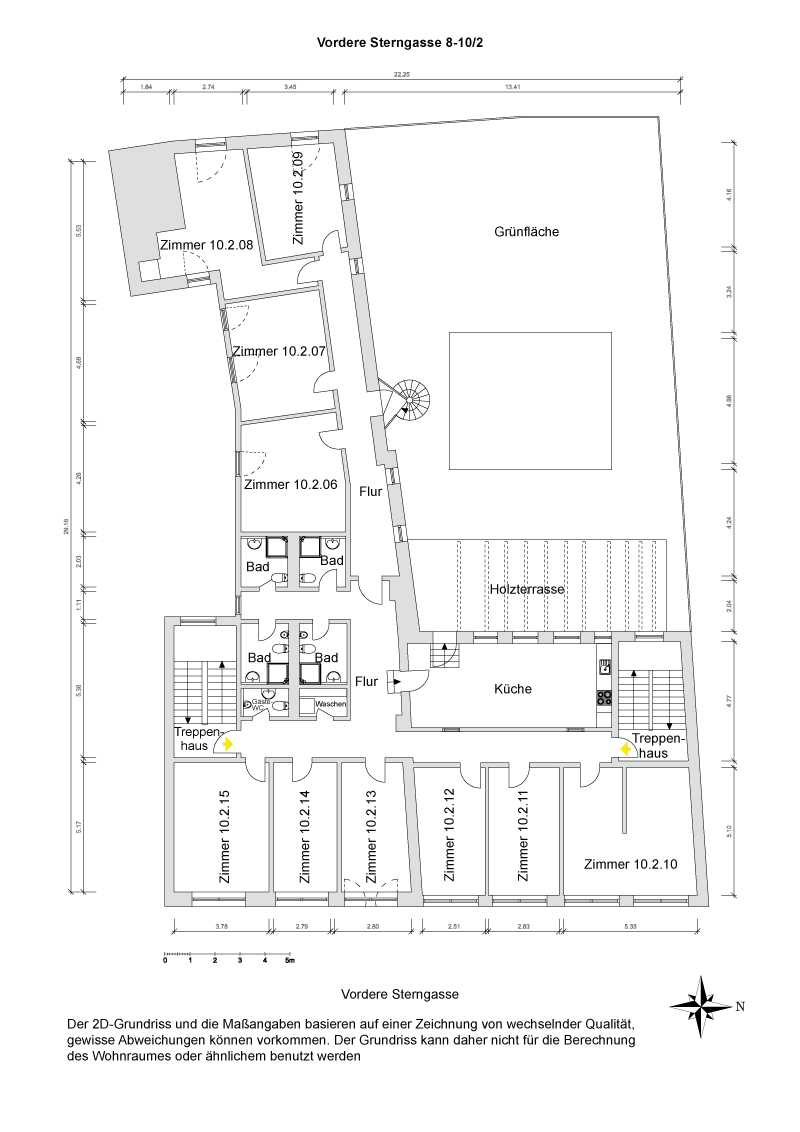 Vordere Sterngasse 8-10/2
22.25
1.84 2.74 3.45 13.41
Zimmer 10.2.09
Zimmer 10.2.08
Grünfläche
4.16
5.53
3.24
Zimmer 10.2.07
4.69
4.98
Zimmer 10.2.06
Flur
4.26
4.24
29.16
Bad
Bad
2.03
Holzterrasse
1.11
2.04
Bad
Bad
Flur
Küche
5.36
4.77
Gäste
WC
Waschen
Treppen-
haus
Treppen-
haus
Zimmer 10.2.15
Zimmer 10.2.14
Zimmer 10.2.13
Zimmer 10.2.12
Zimmer 10.2.11
Zimmer 10.2.10
5.17
5.10
3.78 2.79 2.80 2.51 2.83 5.33
0 1 2 3 4 5m
Vordere Sterngasse
N
Der 2D-Grundriss und die Maßangaben basieren auf einer Zeichnung von wechselnder Qualität,
gewisse Abweichungen können vorkommen. Der Grundriss kann daher nicht für die Berechnung
des Wohnraumes oder ähnlichem benutzt werden